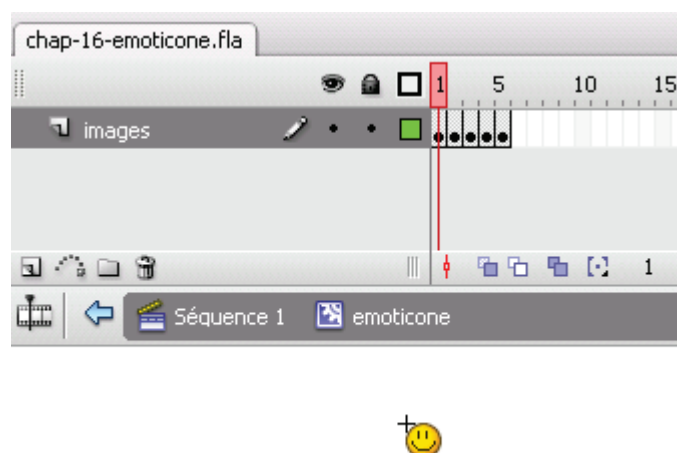 chap-16-emoticone.fla
1 5 10 15
images
1
Séquence 1 emoticone